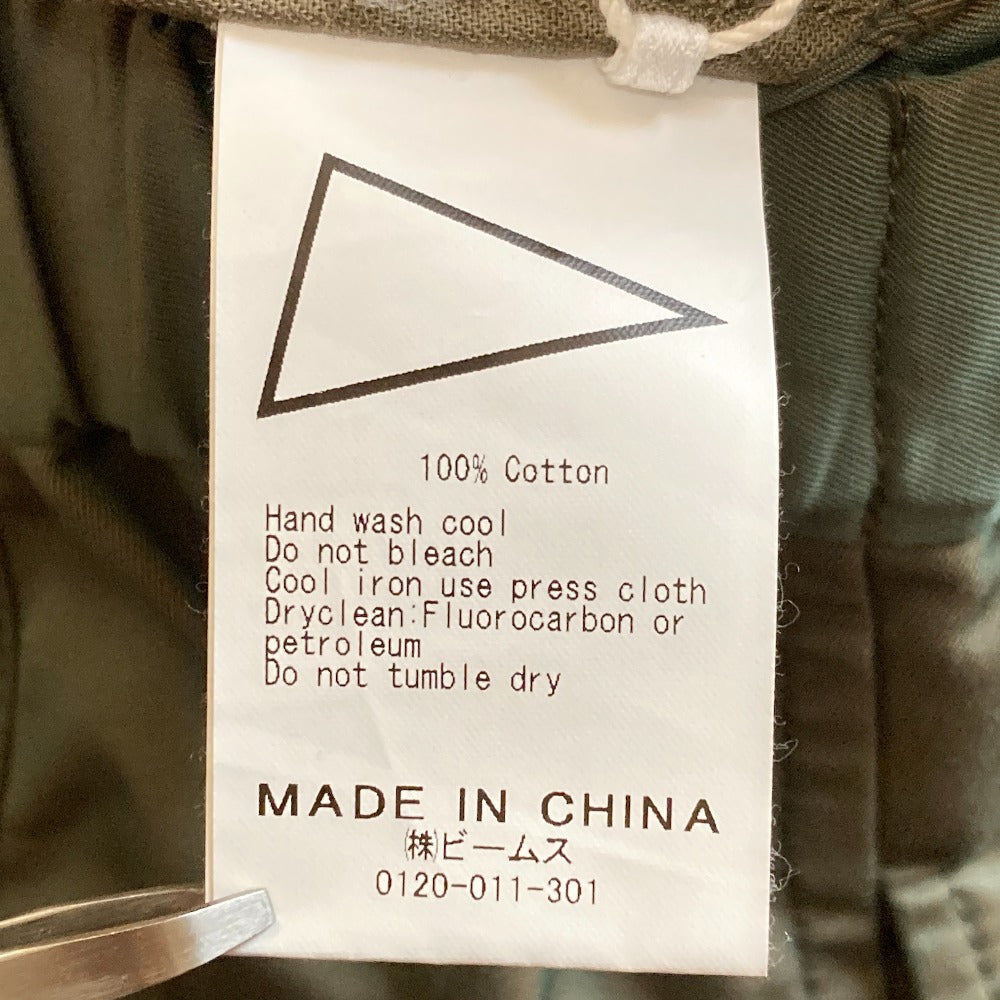 100% Cotton
Hand wash cool
Do not bleach
Cool iron use press cloth
Dryclean:Fluorocarbon or
petroleum
Do not tumble dry
MADE IN CHINA
㈱ビームス
0120-011-301